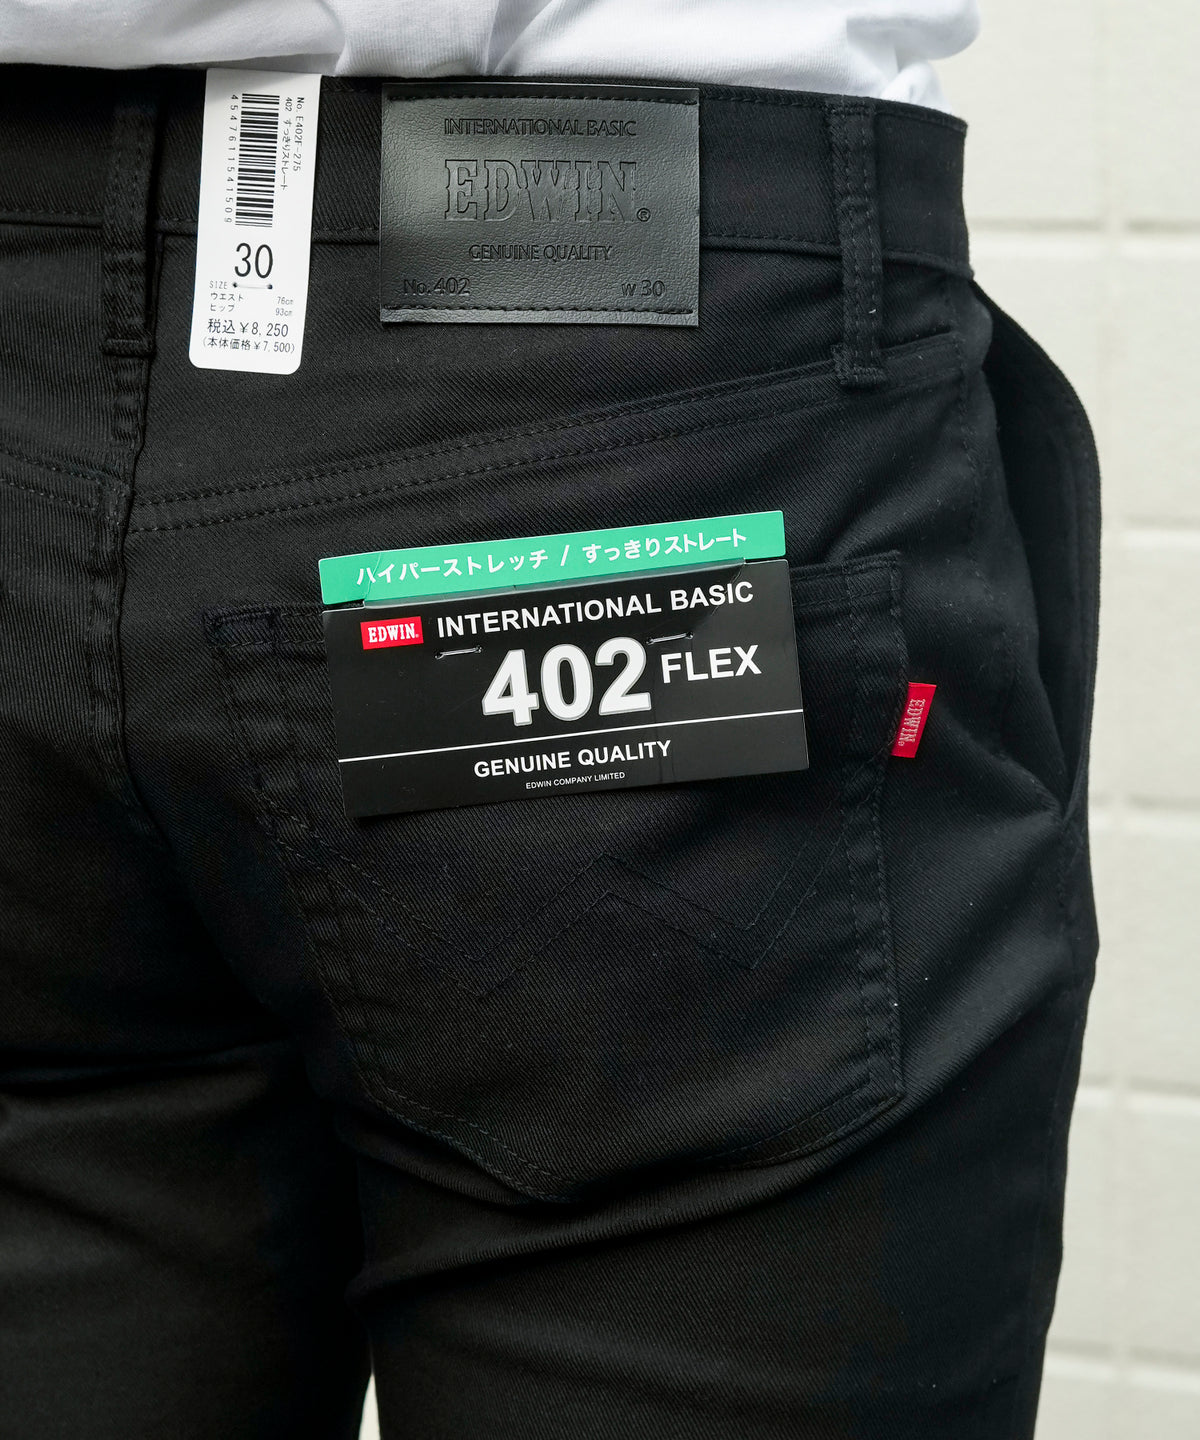 No. E402F-275
402 すっきりストレート
4547611541509
30
SIZE
ウエスト 76cm
ヒップ 93cm
税込￥8,250
(本体価格￥7,500)
INTERNATIONAL BASIC
EDWIN®
GENUINE QUALITY
No.402 W 30
ハイパーストレッチ / すっきりストレート
EDWIN® INTERNATIONAL BASIC
402 FLEX
GENUINE QUALITY
EDWIN COMPANY LIMITED
EDWIN®